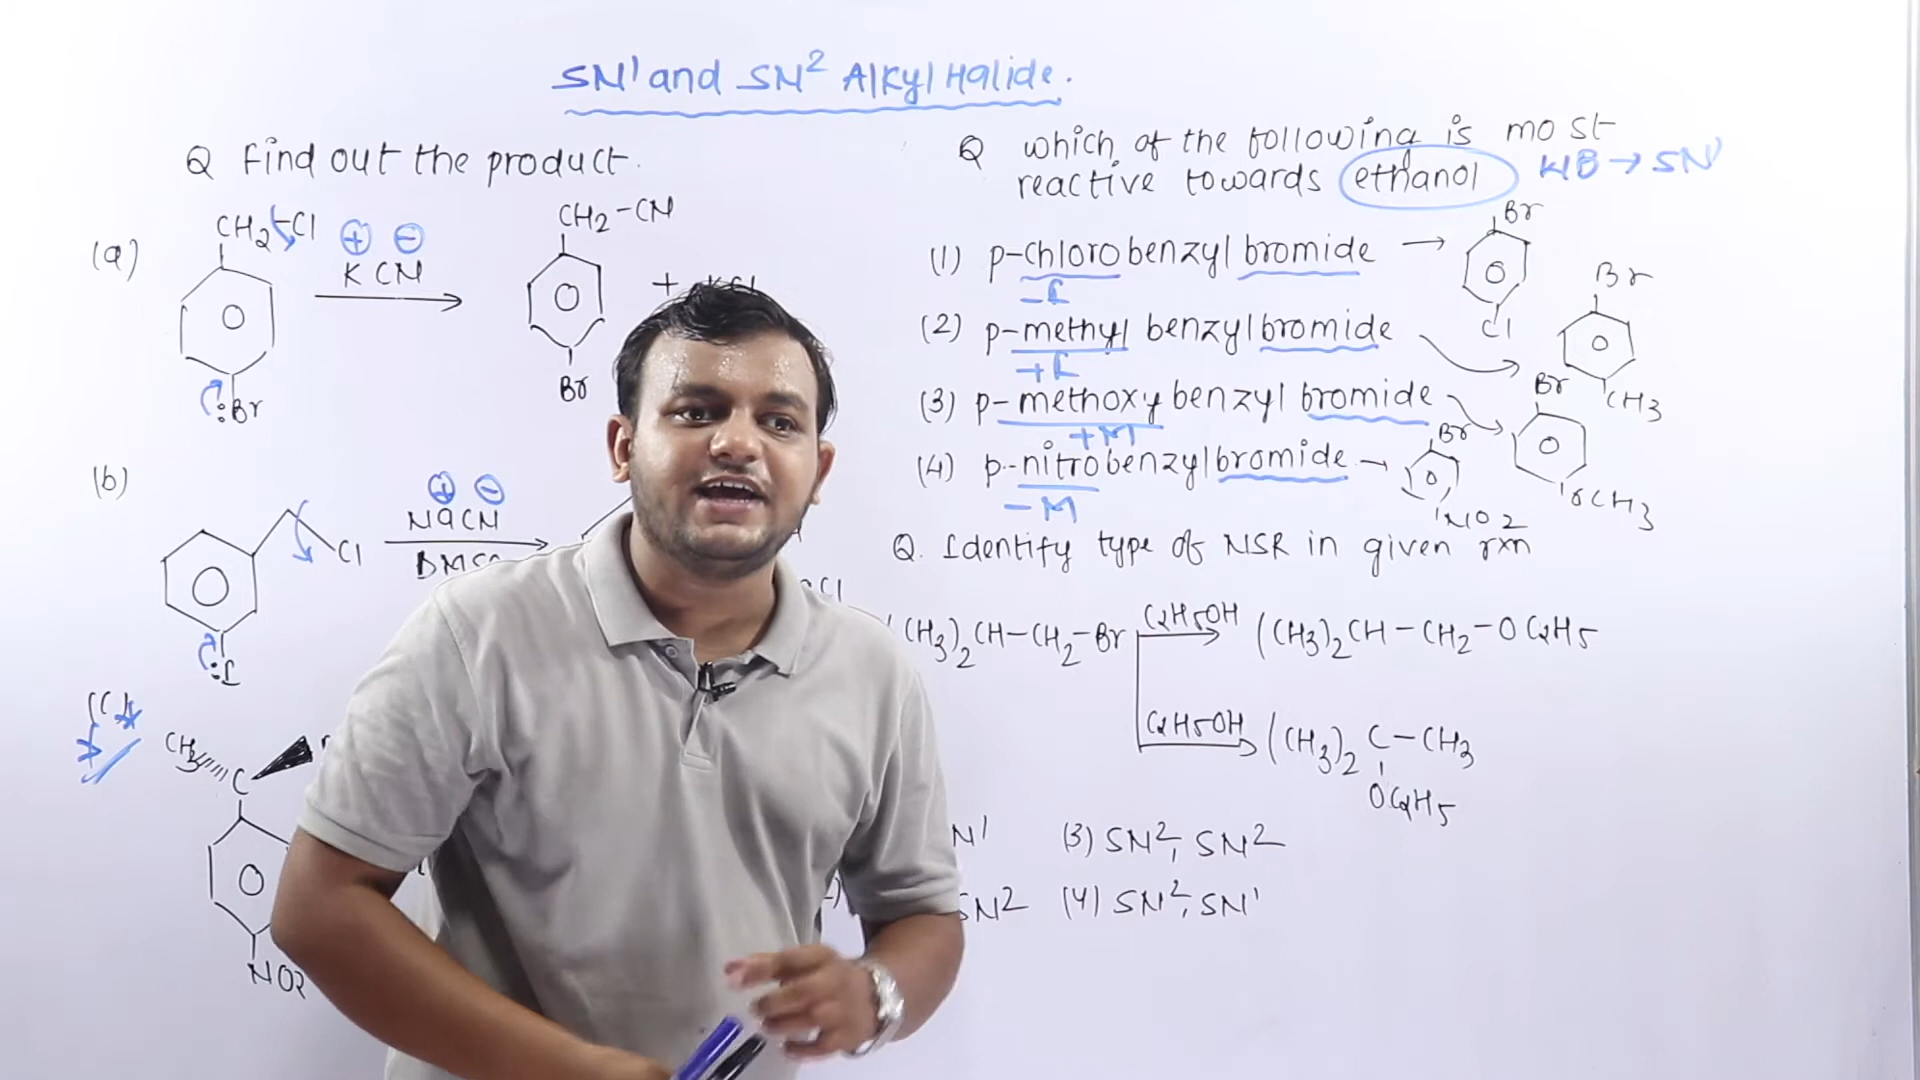 SN1 and SN2 Alkyl Halide.
Q Find out the product.
(a)
CH2-Cl
⊕ ⊖
KCN
:Br
CH2-CN
+ KCl
Br
(b)
⊕ ⊖
NaCN
DMSO
Cl
:I
CH3
C
NO2
Q which of the following is most
reactive towards ethanol WB → SN1
(1) p-chlorobenzyl bromide →
-I
Br
Cl
(2) p-methyl benzyl bromide
+I
Br
CH3
(3) p-methoxy benzyl bromide
+M
Br
OCH3
(4) p-nitrobenzyl bromide →
-M
Br
NO2
Q. Identify type of NSR in given rxn
(CH3)2CH-CH2-Br
C2H5OH
(CH3)2CH-CH2-OC2H5
C2H5OH
(CH3)2 C-CH3
OC2H5
(3) SN2, SN2
SN2 (4) SN2, SN1